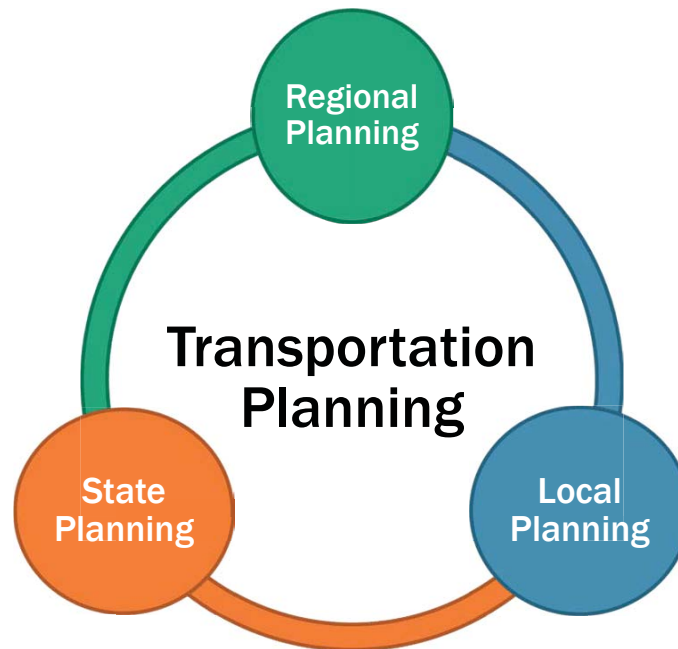 Regional
Planning
Transportation
Planning
State
Planning
Local
Planning